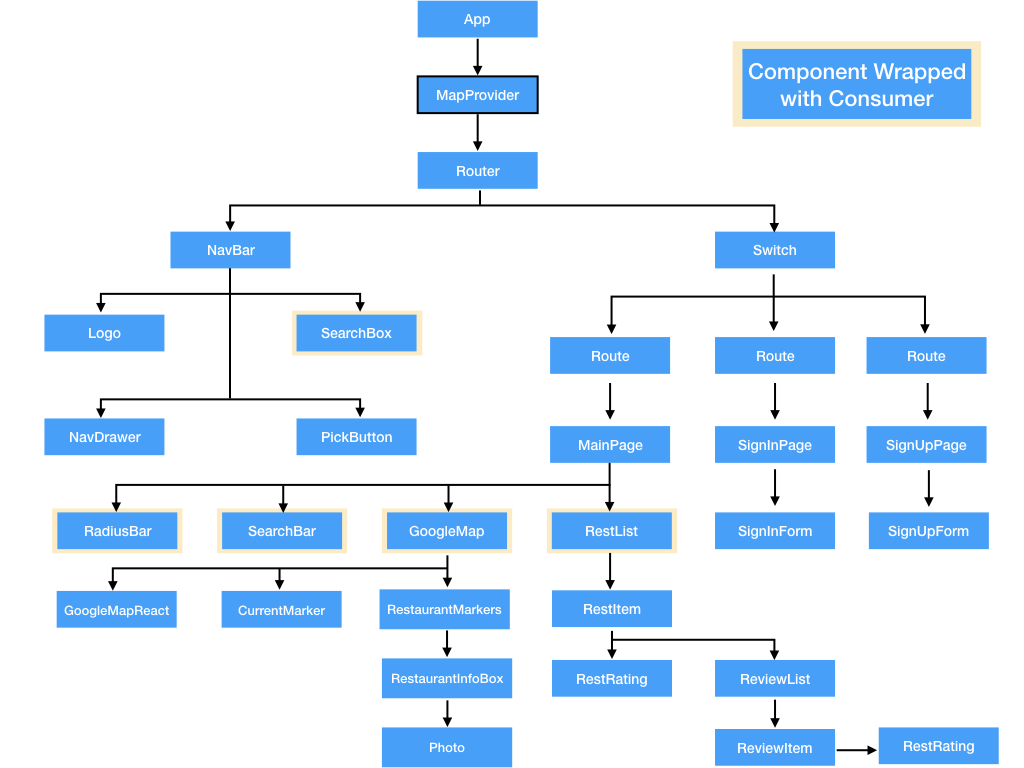 App
Component Wrapped
with Consumer
MapProvider
Router
NavBar
Switch
Logo
SearchBox
Route
Route
Route
NavDrawer
PickButton
MainPage
SignInPage
SignUpPage
RadiusBar
SearchBar
GoogleMap
RestList
SignInForm
SignUpForm
GoogleMapReact
CurrentMarker
RestaurantMarkers
RestItem
RestaurantInfoBox
RestRating
ReviewList
Photo
ReviewItem
RestRating